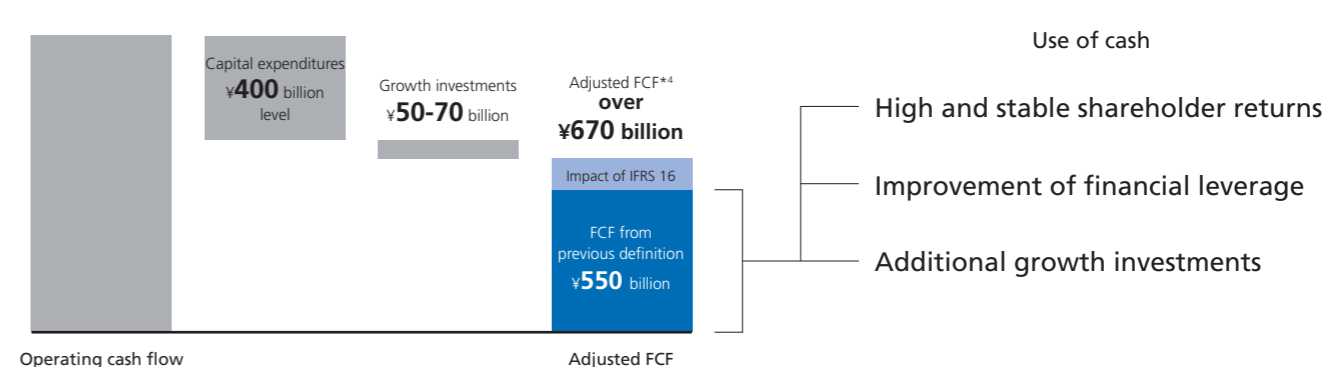 Capital expenditures
¥400 billion
level
Growth investments
¥50-70 billion
Adjusted FCF*4
over
¥670 billion
Impact of IFRS 16
FCF from
previous definition
¥550 billion
Operating cash flow
Adjusted FCF
Use of cash
High and stable shareholder returns
Improvement of financial leverage
Additional growth investments